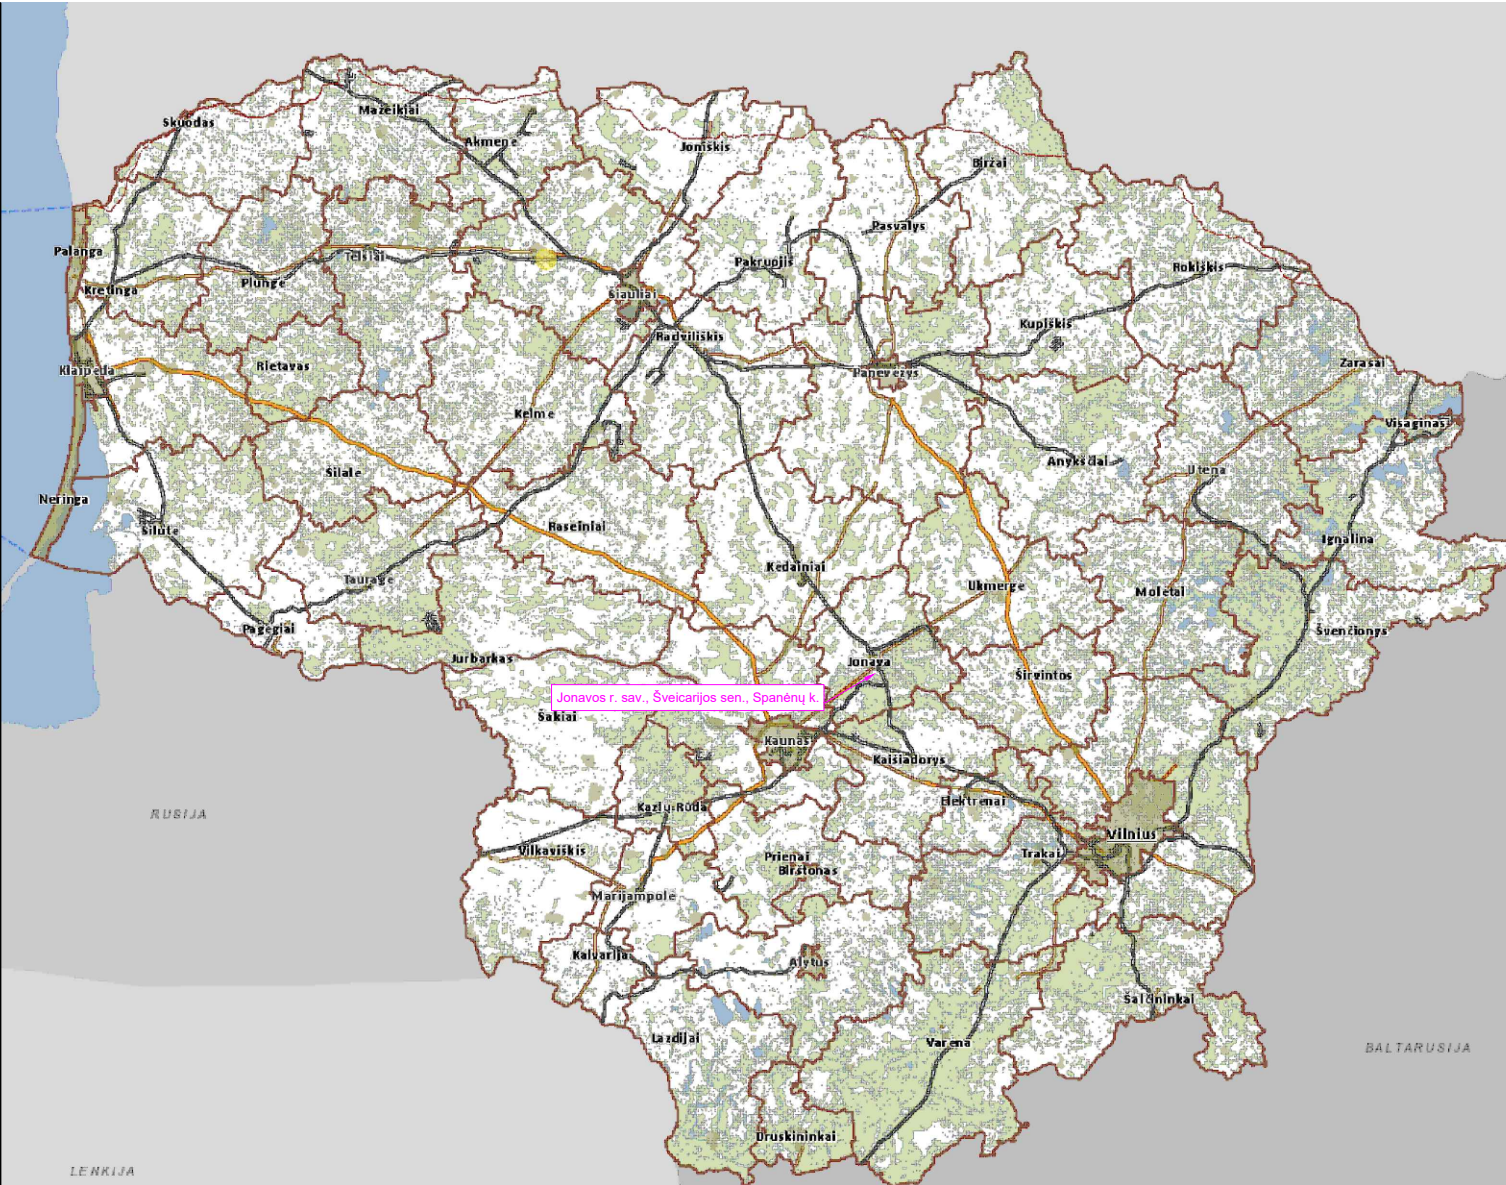 Skuodas
Mažeikiai
Akmenė
Joniškis
Biržai
Palanga
Kretinga
Plungė
Telšiai
Šiauliai
Pakruojis
Pasvalys
Rokiškis
Kupiškis
Radviliškis
Panevėžys
Zarasai
Klaipėda
Rietavas
Kelmė
Visaginas
Anykščiai
Utena
Neringa
Šilalė
Šilutė
Raseiniai
Ignalina
Kėdainiai
Ukmergė
Molėtai
Tauragė
Pagėgiai
Švenčionys
Jurbarkas
Jonava
Širvintos
Jonavos r. sav., Šveicarijos sen., Spanėnų k.
Šakiai
Kaunas
Kaišiadorys
Elektrėnai
Kazlų Rūda
RUSIJA
Vilnius
Vilkaviškis
Prienai
Birštonas
Trakai
Marijampolė
Kalvarija
Alytus
Šalčininkai
Lazdijai
Varėna
BALTARUSIJA
Druskininkai
LENKIJA